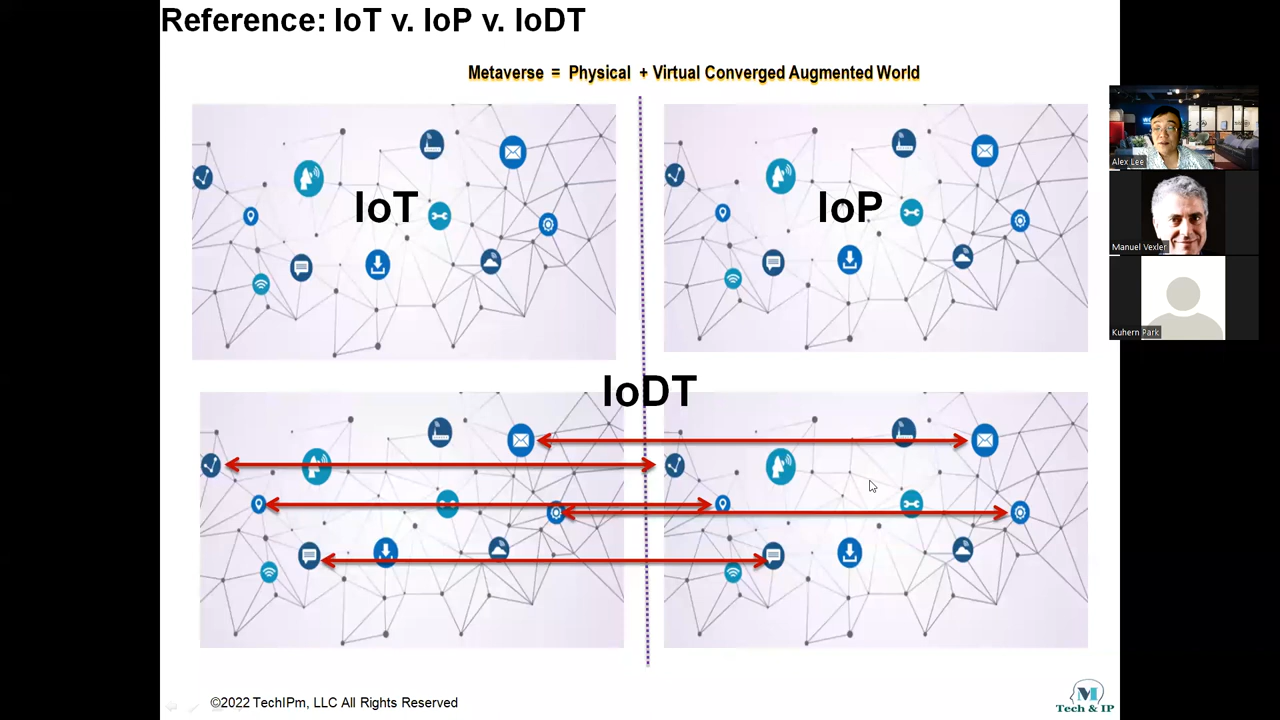 Reference: IoT v. IoP v. IoDT
Metaverse = Physical + Virtual Converged Augmented World
IoT
IoP
IoDT
Alex Lee
Manuel Vexler
Kuhern Park
©2022 TechIPm, LLC All Rights Reserved
M
Tech & IP